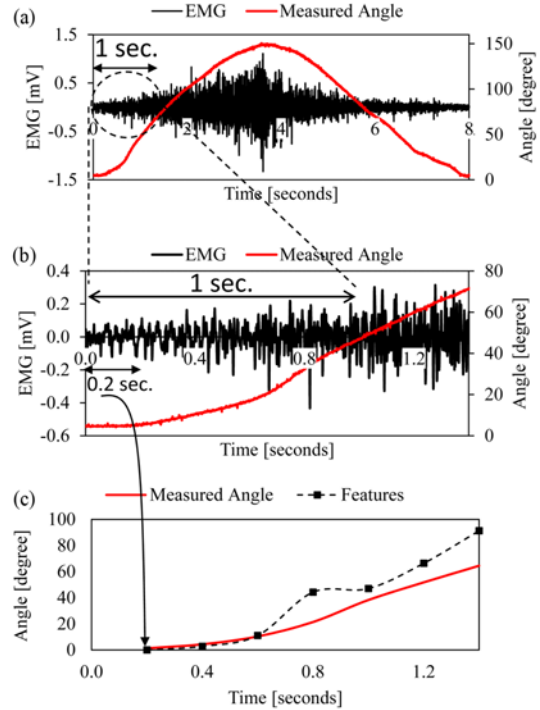 (a)
EMG Measured Angle
1 sec.
1.5
0.5
-0.5
-1.5
EMG [mV]
0 2 4 6 8
150
100
50
0
Angle [degree]
Time [seconds]
(b)
EMG Measured Angle
1 sec.
0.4
0.2
0.0
-0.2
-0.4
-0.6
EMG [mV]
0.0 0.4 0.8 1.2
0.2 sec.
80
60
40
20
0
Angle [degree]
Time [seconds]
(c)
Measured Angle Features
100
80
60
40
20
0
Angle [degree]
0.0 0.4 0.8 1.2
Time [seconds]